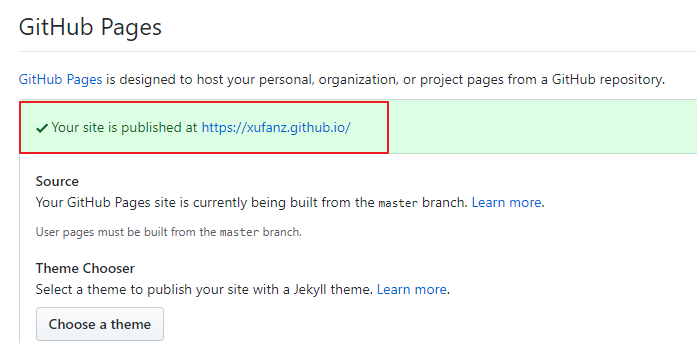 GitHub Pages
GitHub Pages is designed to host your personal, organization, or project pages from a GitHub repository.
✓ Your site is published at https://xufanz.github.io/
Source
Your GitHub Pages site is currently being built from the master branch. Learn more.
User pages must be built from the master branch.
Theme Chooser
Select a theme to publish your site with a Jekyll theme. Learn more.
Choose a theme